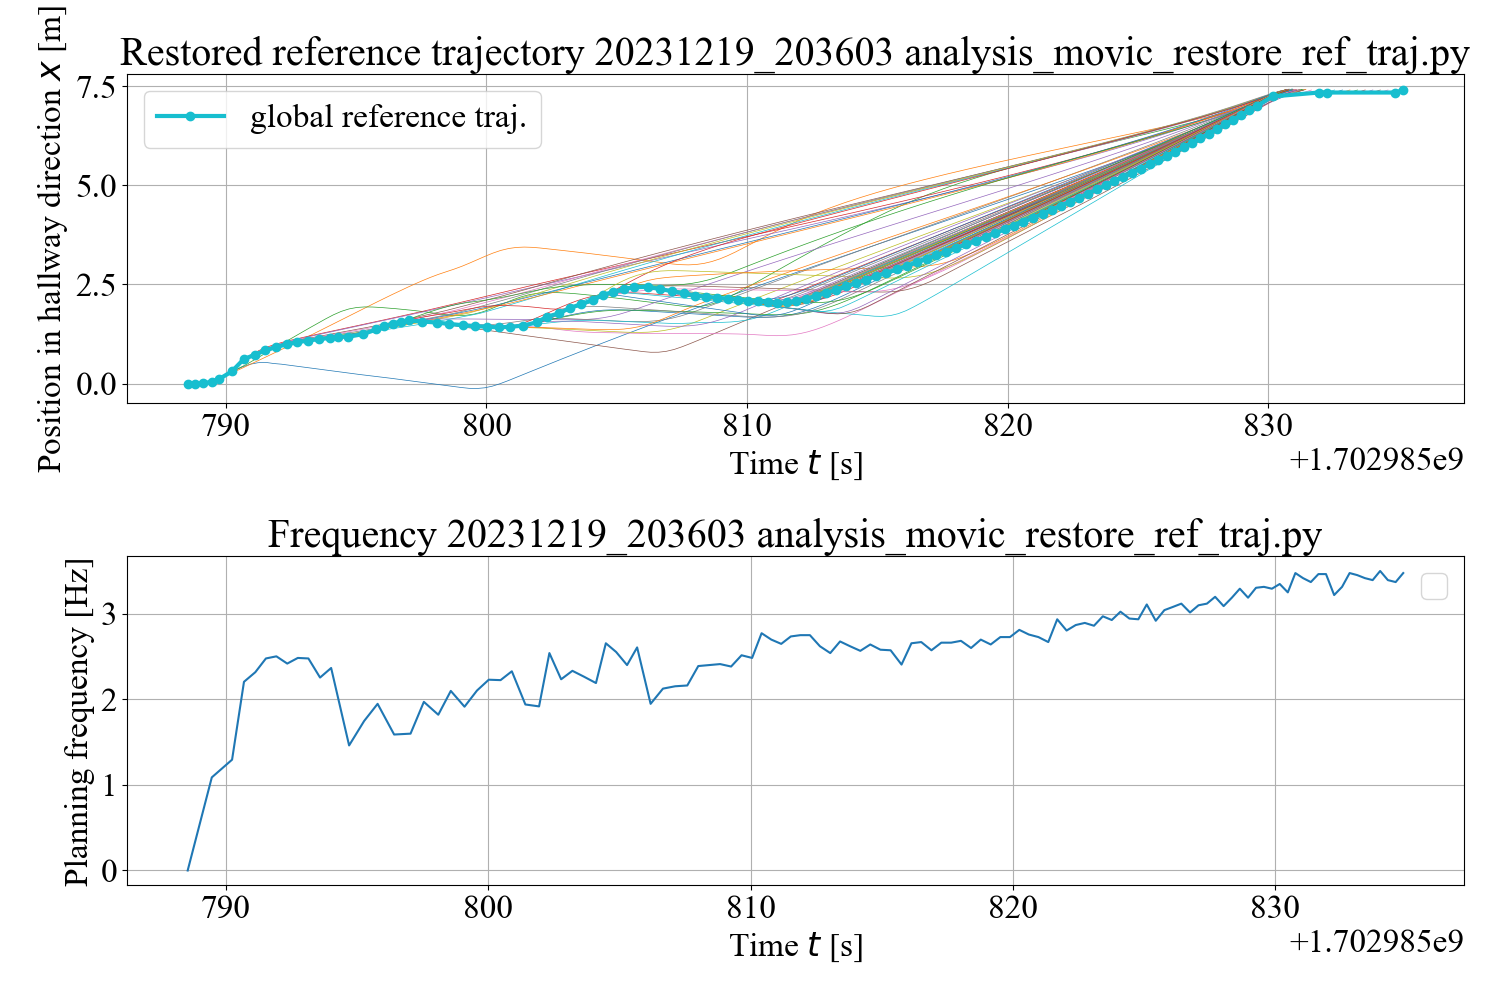 Restored reference trajectory 20231219_203603 analysis_movic_restore_ref_traj.py
Position in hallway direction x [m]
7.5
5.0
2.5
0.0
global reference traj.
790 800 810 820 830
Time t [s]
+1.702985e9
Frequency 20231219_203603 analysis_movic_restore_ref_traj.py
Planning frequency [Hz]
3
2
1
0
790 800 810 820 830
Time t [s]
+1.702985e9